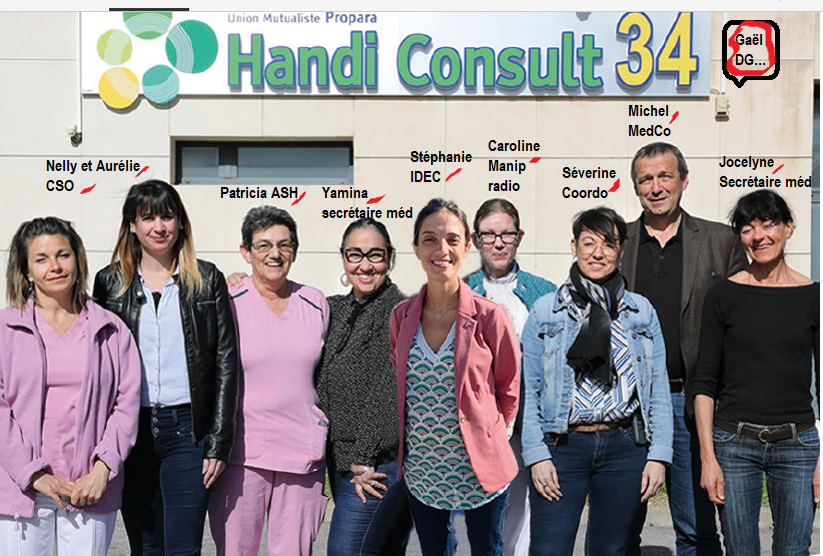 Union Mutualiste Propara
Handi Consult 34
Gaël
DG...
Michel
MedCo
Caroline
Manip
radio
Stéphanie
IDEC
Nelly et Aurélie
CSO
Patricia ASH
Yamina
secrétaire méd
Séverine
Coordo
Jocelyne
Secrétaire méd